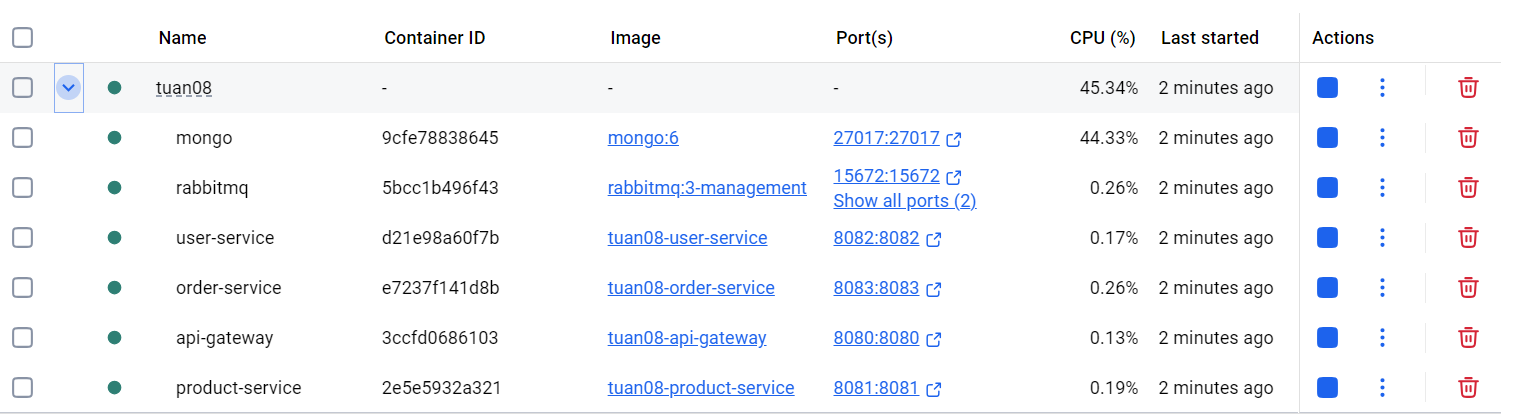 Name Container ID Image Port(s) CPU (%) Last started Actions
tuan08 - - - 45.34% 2 minutes ago
mongo 9cfe78838645 mongo:6 27017:27017 44.33% 2 minutes ago
rabbitmq 5bcc1b496f43 rabbitmq:3-management 15672:15672 0.26% 2 minutes ago
Show all ports (2)
user-service d21e98a60f7b tuan08-user-service 8082:8082 0.17% 2 minutes ago
order-service e7237f141d8b tuan08-order-service 8083:8083 0.26% 2 minutes ago
api-gateway 3ccfd0686103 tuan08-api-gateway 8080:8080 0.13% 2 minutes ago
product-service 2e5e5932a321 tuan08-product-service 8081:8081 0.19% 2 minutes ago